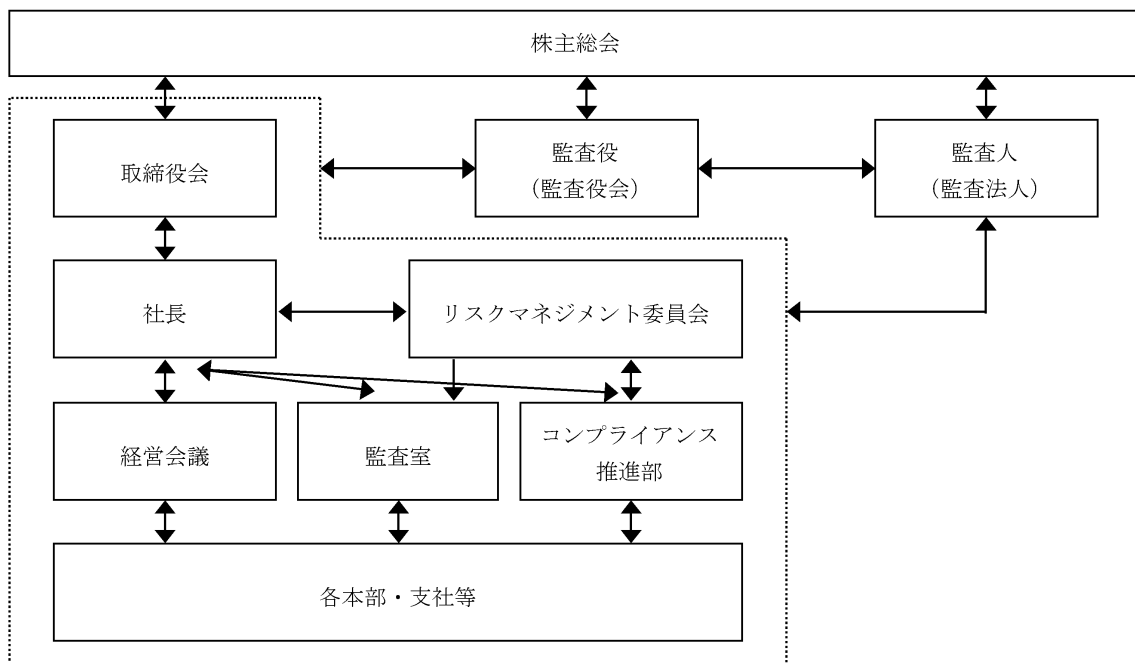 株主総会
取締役会
監査役
（監査役会）
監査人
（監査法人）
社長
リスクマネジメント委員会
経営会議
監査室
コンプライアンス
推進部
各本部・支社等